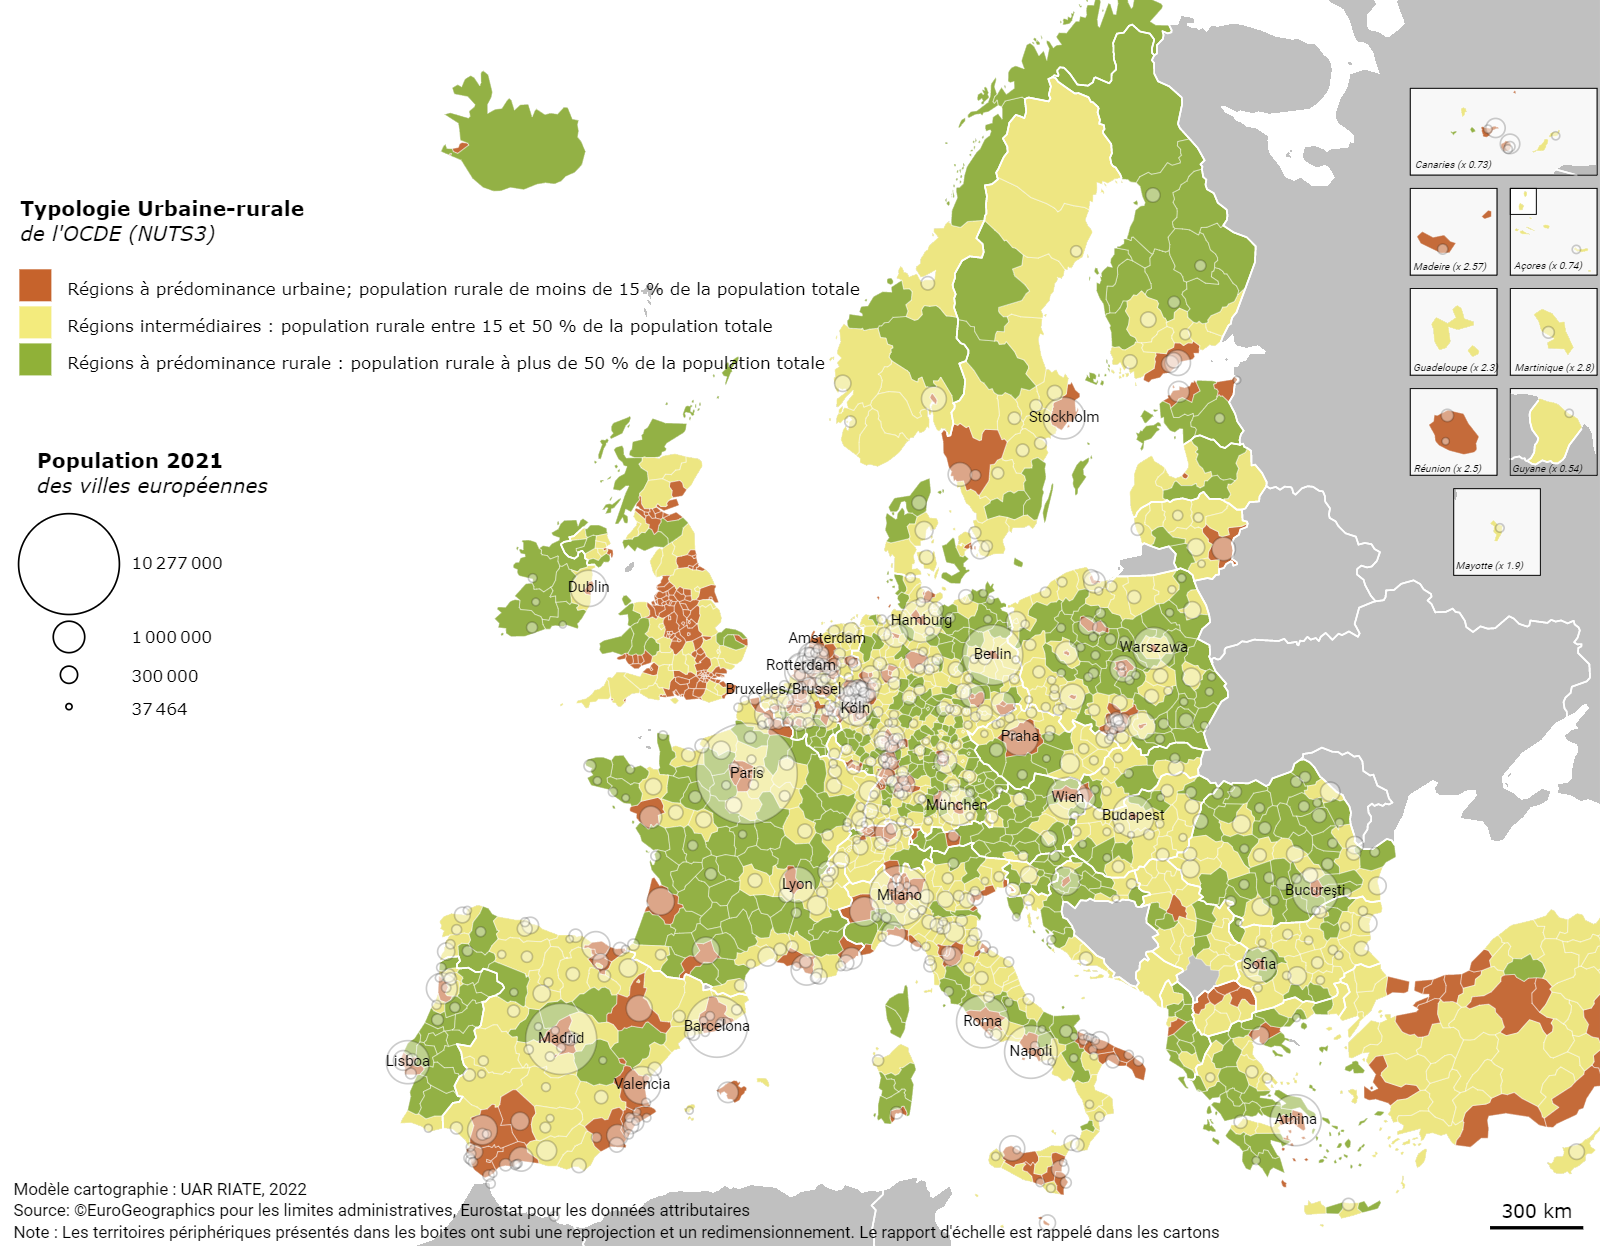 Typologie Urbaine-rurale
de l'OCDE (NUTS3)
Régions à prédominance urbaine; population rurale de moins de 15 % de la population totale
Régions intermédiaires : population rurale entre 15 et 50 % de la population totale
Régions à prédominance rurale : population rurale à plus de 50 % de la population totale
Population 2021
des villes européennes
10 277 000
1 000 000
300 000
37 464
Canaries (x 0.73)
Madeire (x 2.57)
Açores (x 0.74)
Guadeloupe (x 2.3)
Martinique (x 2.8)
Réunion (x 2.5)
Guyane (x 0.54)
Mayotte (x 1.9)
Stockholm
Dublin
Hamburg
Amsterdam
Berlin
Warszawa
Rotterdam
Bruxelles/Brussel
Köln
Praha
Paris
Wien
München
Budapest
Lyon
Milano
Bucureşti
Sofia
Roma
Barcelona
Madrid
Napoli
Lisboa
Valencia
Athina
Modèle cartographie : UAR RIATE, 2022
Source: ©EuroGeographics pour les limites administratives, Eurostat pour les données attributaires
Note : Les territoires périphériques présentés dans les boites ont subi une reprojection et un redimensionnement. Le rapport d'échelle est rappelé dans les cartons
300 km